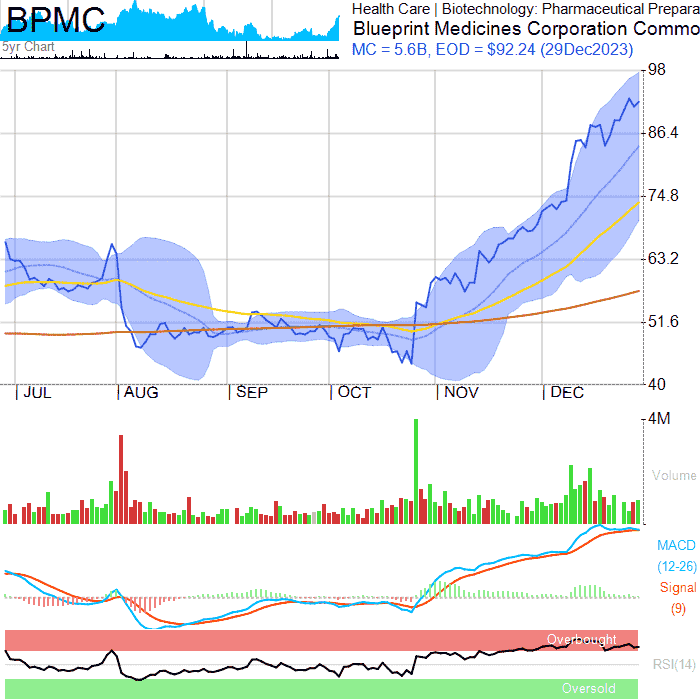 BPMC
5yr Chart
Health Care | Biotechnology: Pharmaceutical Prepara
Blueprint Medicines Corporation Commo
MC = 5.6B, EOD = $92.24 (29Dec2023)
98
86.4
74.8
63.2
51.6
40
JUL
AUG
SEP
OCT
NOV
DEC
4M
Volume
MACD
(12-26)
Signal
(9)
Overbought
RSI(14)
Oversold